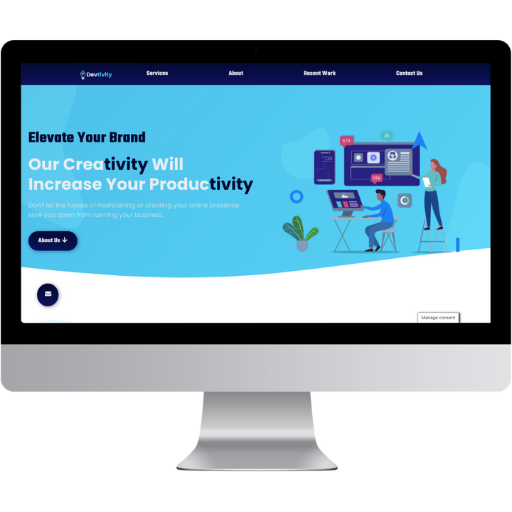 Devtivity
Services
About
Recent Work
Contact Us
Elevate Your Brand
Our Creativity Will
Increase Your Productivity
Don't let the hassle of maintaining or creating your online presence
slow you down from running your business.
About Us
</>
JS
CSS
Manage consent